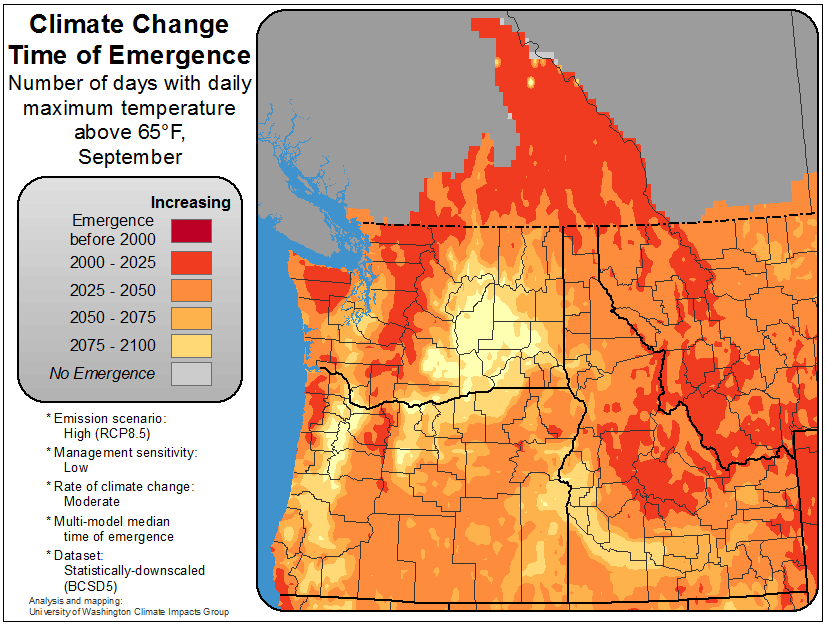 Climate Change
Time of Emergence
Number of days with daily
maximum temperature
above 65°F,
September
Increasing
Emergence
before 2000
2000 - 2025
2025 - 2050
2050 - 2075
2075 - 2100
No Emergence
* Emission scenario:
High (RCP8.5)
* Management sensitivity:
Low
* Rate of climate change:
Moderate
* Multi-model median
time of emergence
* Dataset:
Statistically-downscaled
(BCSD5)
Analysis and mapping:
University of Washington Climate Impacts Group